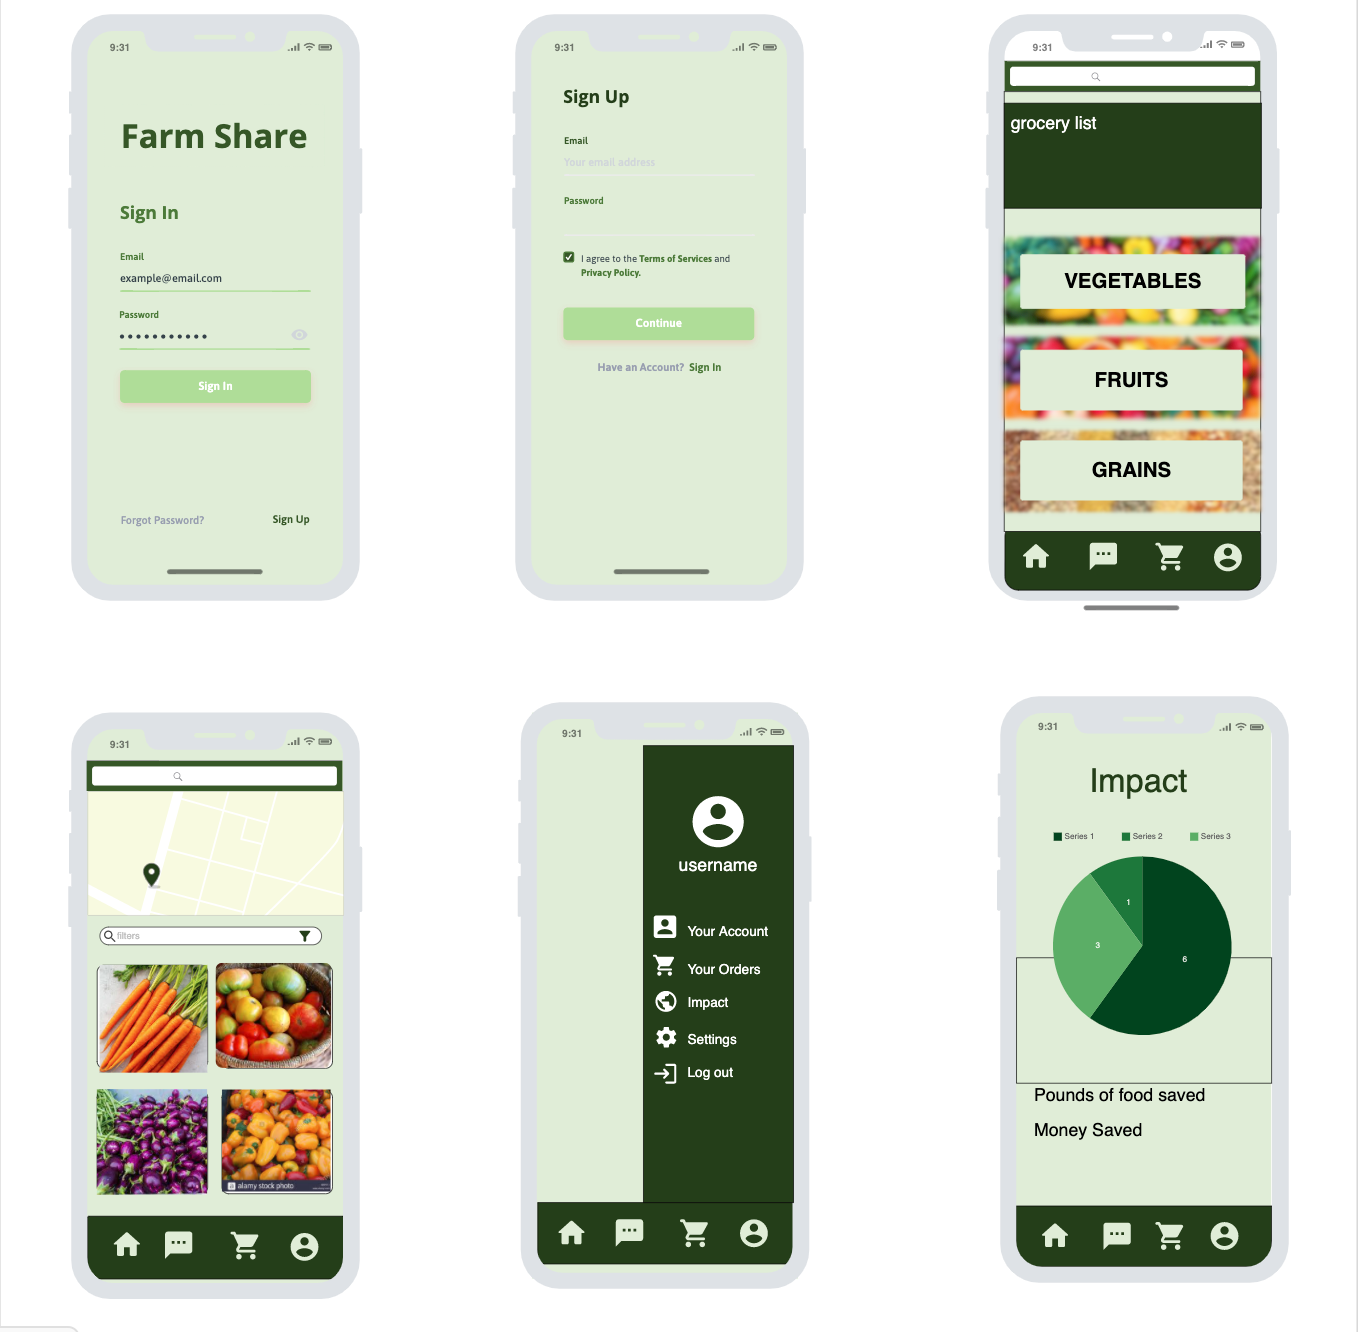 9:31
Farm Share
Sign In
Email
example@email.com
Password
Sign In
Forgot Password?
Sign Up
9:31
Sign Up
Email
Your email address
Password
I agree to the Terms of Services and
Privacy Policy.
Continue
Have an Account? Sign In
9:31
grocery list
VEGETABLES
FRUITS
GRAINS
9:31
filters
alamy stock photo
9:31
username
Your Account
Your Orders
Impact
Settings
Log out
9:31
Impact
Series 1
Series 2
Series 3
1
3
6
Pounds of food saved
Money Saved